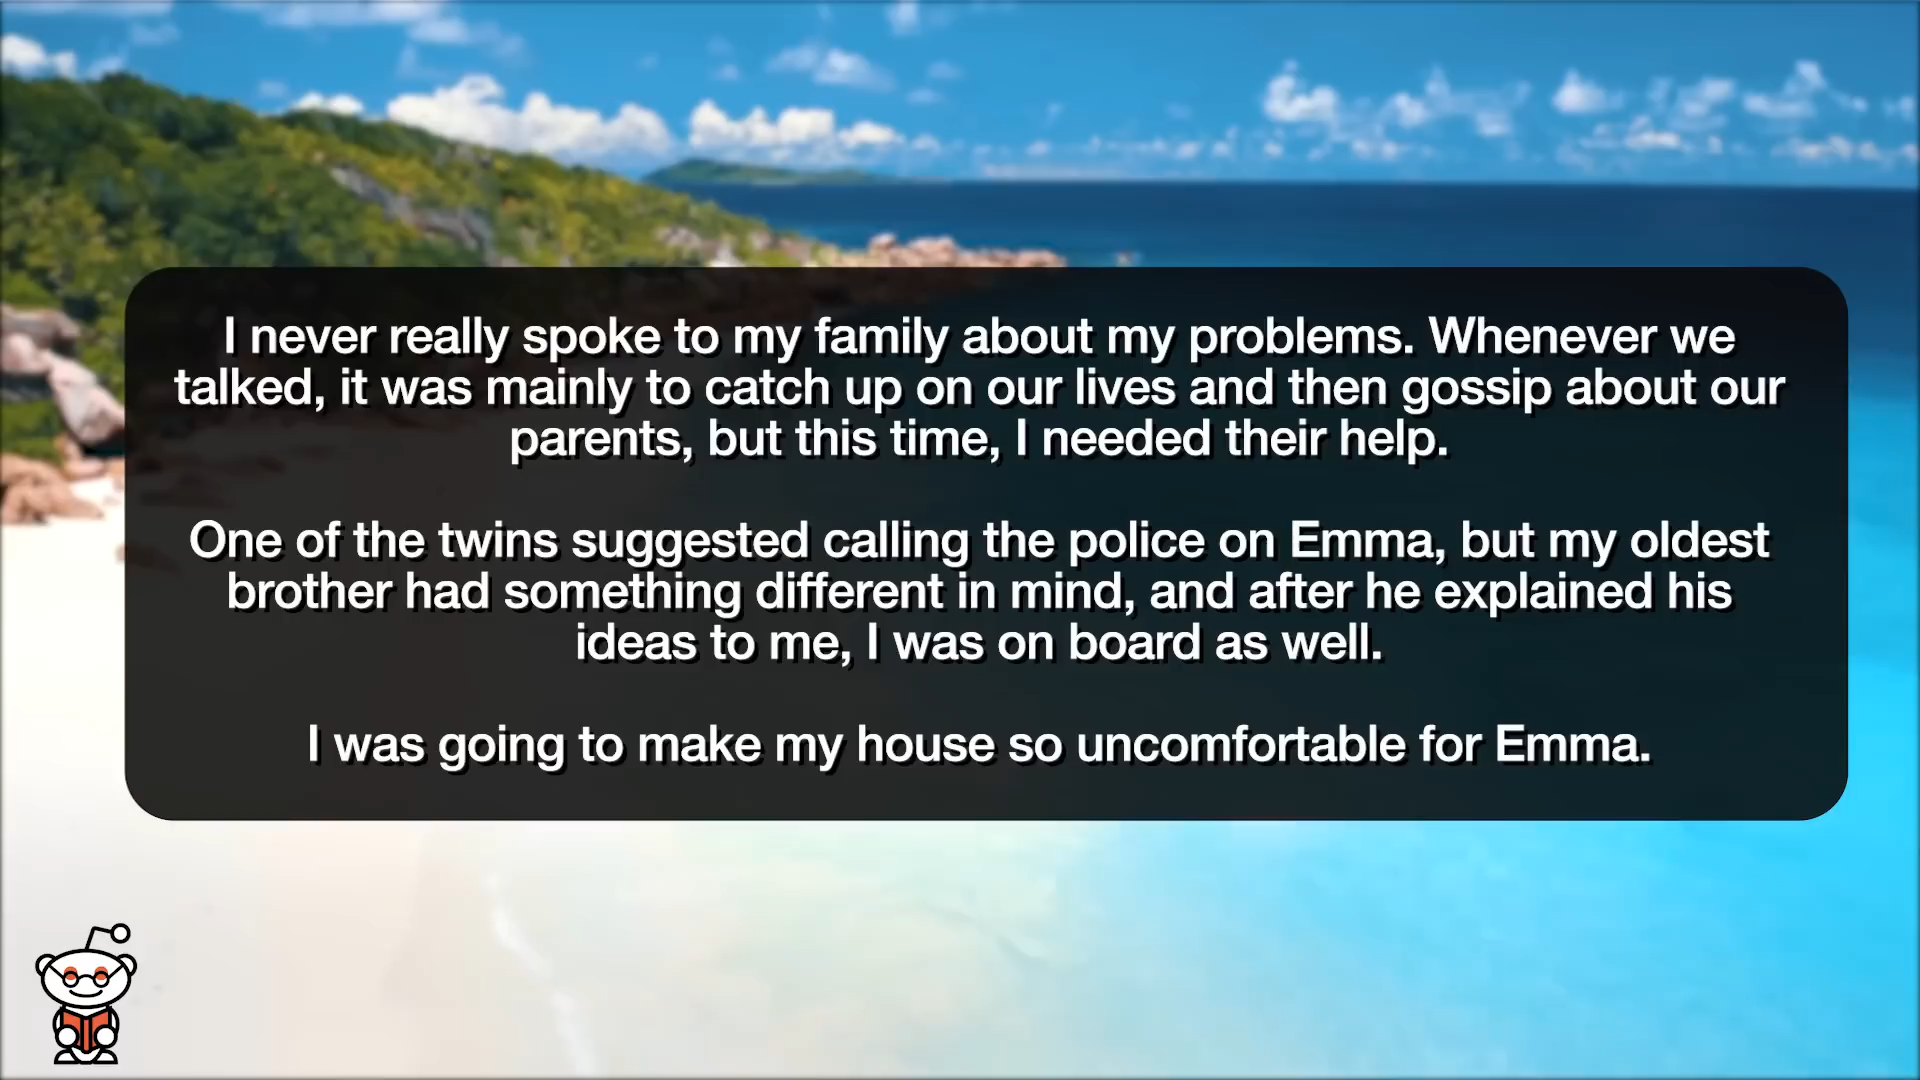 I never really spoke to my family about my problems. Whenever we
talked, it was mainly to catch up on our lives and then gossip about our
parents, but this time, I needed their help.
One of the twins suggested calling the police on Emma, but my oldest
brother had something different in mind, and after he explained his
ideas to me, I was on board as well.
I was going to make my house so uncomfortable for Emma.